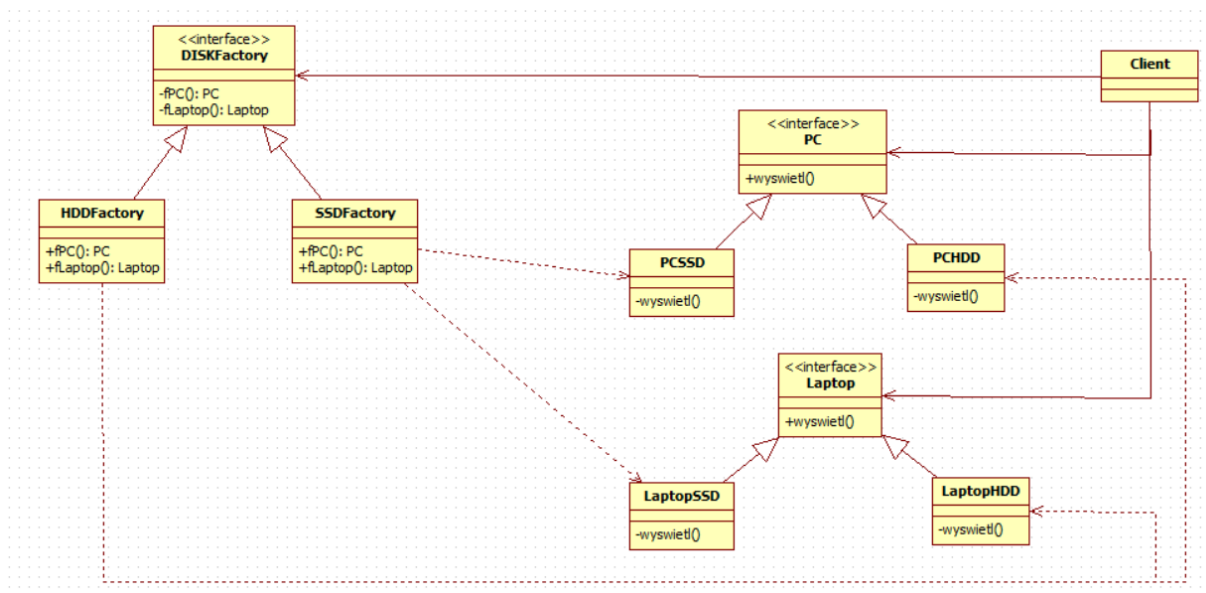 <<interface>>
DISKFactory
-fPC(): PC
-fLaptop(): Laptop
Client
<<interface>>
PC
+wyswietl()
HDDFactory
+fPC(): PC
+fLaptop(): Laptop
SSDFactory
+fPC(): PC
+fLaptop(): Laptop
PCSSD
-wyswietl()
PCHDD
-wyswietl()
<<interface>>
Laptop
+wyswietl()
LaptopSSD
-wyswietl()
LaptopHDD
-wyswietl()